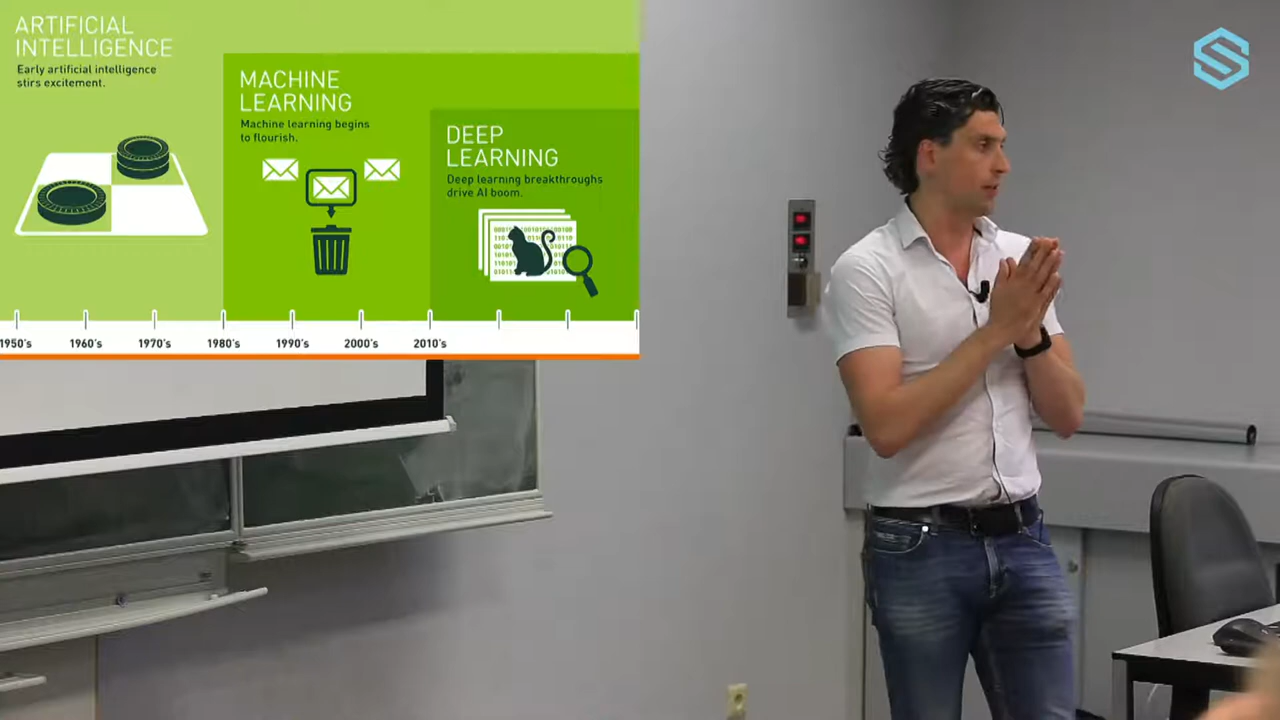 ARTIFICIAL
INTELLIGENCE
Early artificial intelligence
stirs excitement.
MACHINE
LEARNING
Machine learning begins
to flourish.
DEEP
LEARNING
Deep learning breakthroughs
drive AI boom.
1950's 1960's 1970's 1980's 1990's 2000's 2010's